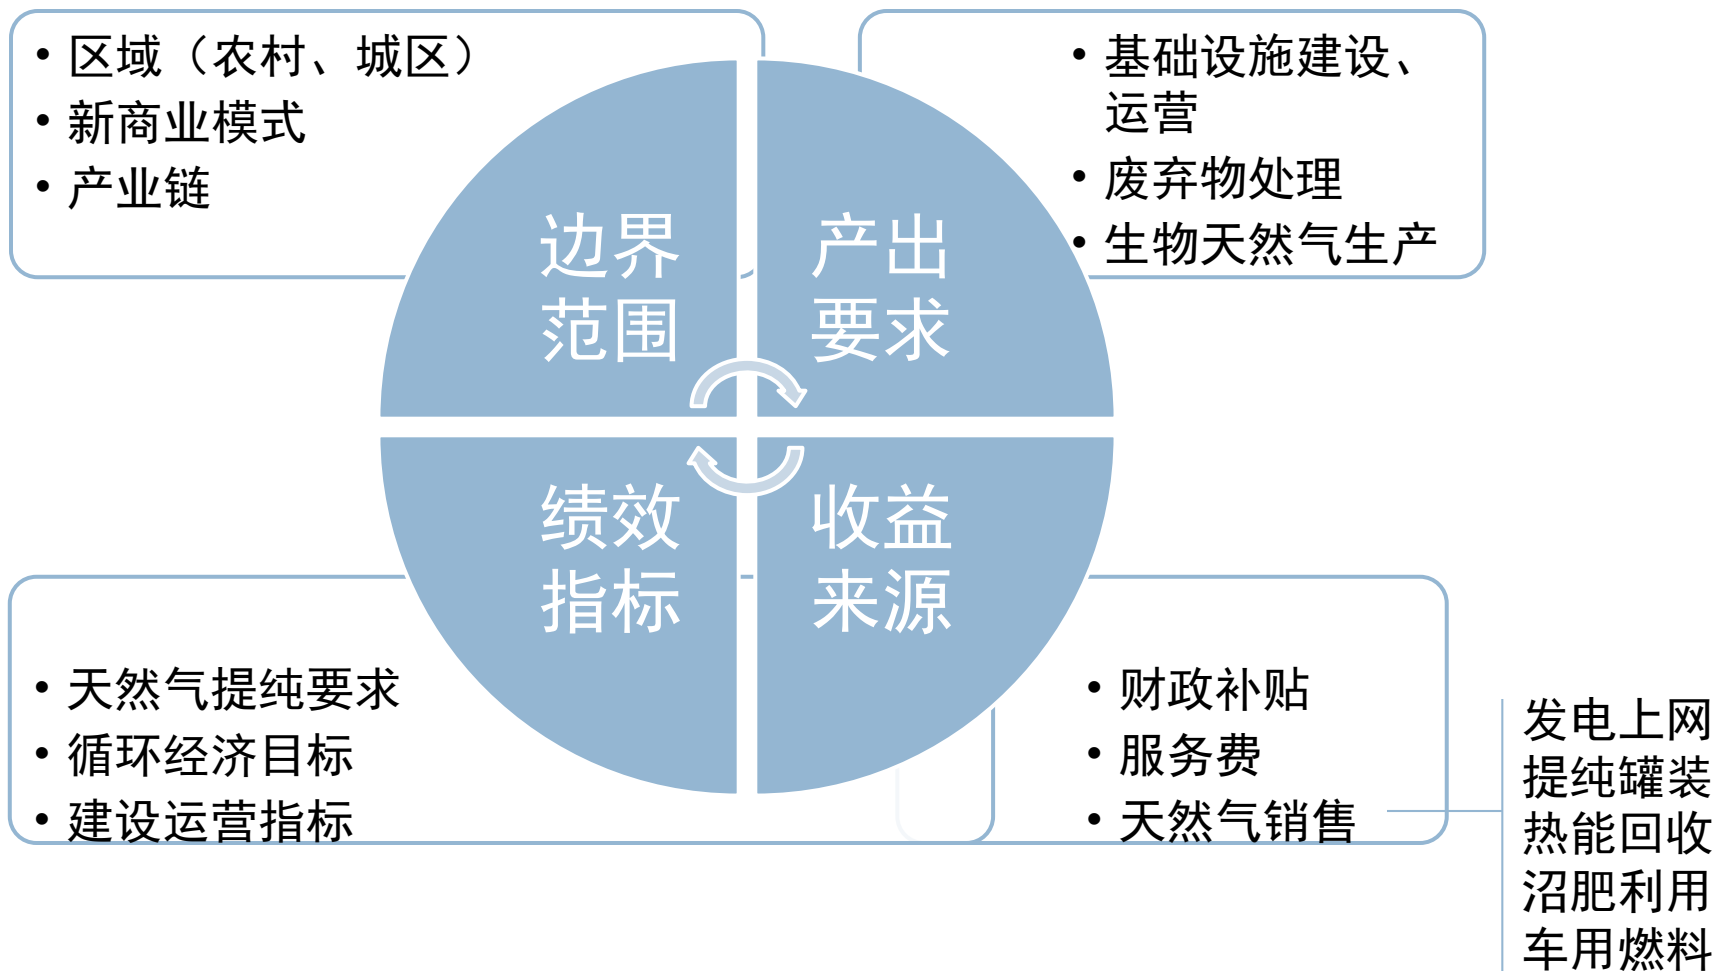 • 区域（农村、城区）
• 新商业模式
• 产业链
• 基础设施建设、
运营
• 废弃物处理
• 生物天然气生产
边界
范围
产出
要求
绩效
指标
收益
来源
• 天然气提纯要求
• 循环经济目标
• 建设运营指标
• 财政补贴
• 服务费
• 天然气销售
发电上网
提纯罐装
热能回收
沼肥利用
车用燃料